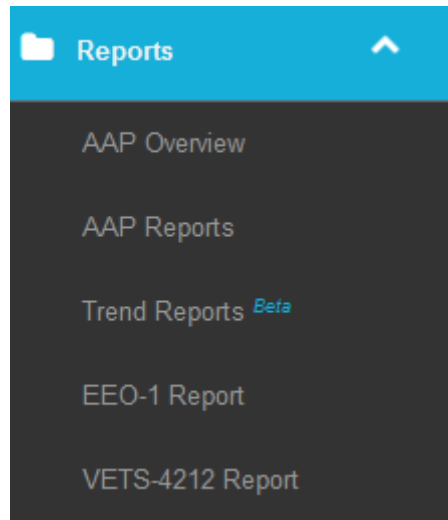 Reports
AAP Overview
AAP Reports
Trend Reports Beta
EEO-1 Report
VETS-4212 Report